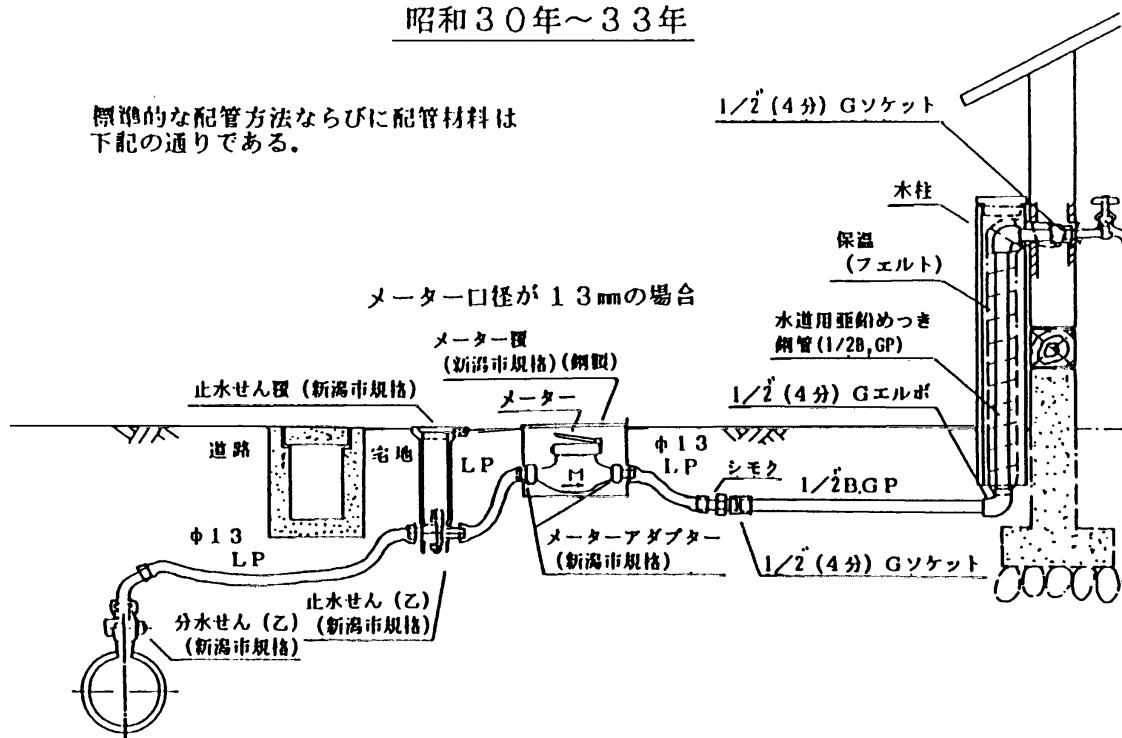 昭和30年～33年
標準的な配管方法ならびに配管材料は
下記の通りである。
1/2″(4分) Gソケット
水柱
保温
(フェルト)
メーター口径が13㎜の場合
水道用亜鉛めっき
鋼管(1/2B,GP)
メーター覆
(新潟市規格)(鋼製)
止水せん覆 (新潟市規格)
メーター
1/2″(4分) Gエルボ
道路
宅地
LP
M
φ13
LP
シモク
1/2B.GP
φ13
LP
メーターアダプター
(新潟市規格)
1/2″(4分) Gソケット
止水せん (乙)
(新潟市規格)
分水せん (乙)
(新潟市規格)